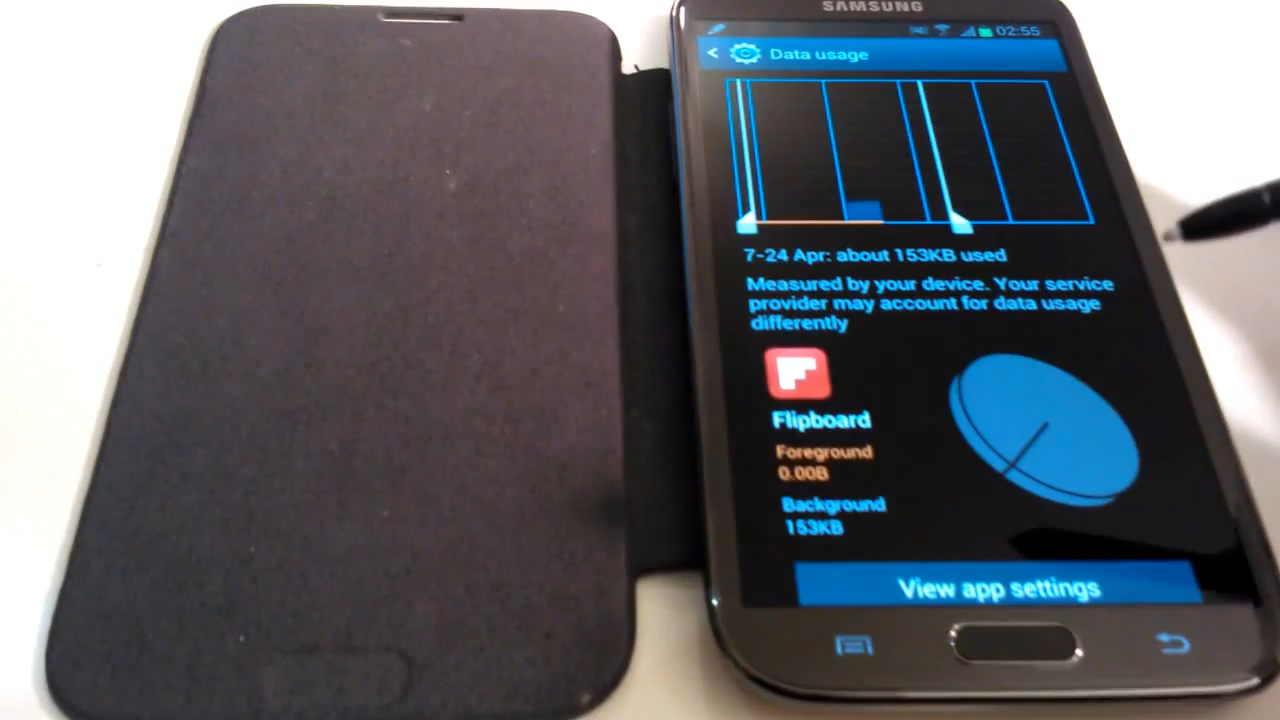 SAMSUNG
02:55
Data usage
7-24 Apr: about 153KB used
Measured by your device. Your service
provider may account for data usage
differently
Flipboard
Foreground
0.00B
Background
153KB
View app settings